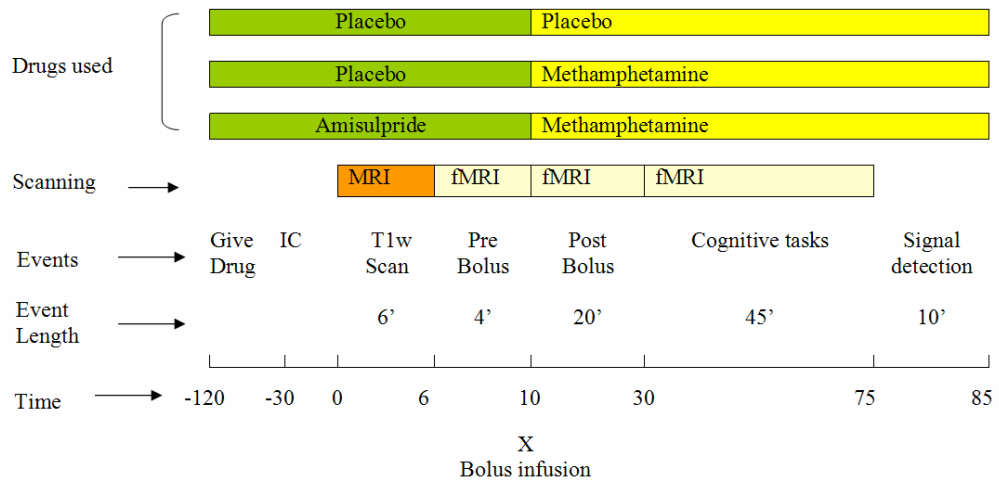 Placebo Placebo
Drugs used
Placebo Methamphetamine
Amisulpride Methamphetamine
Scanning MRI fMRI fMRI fMRI
Give IC T1w Pre Post Cognitive tasks Signal
Events
Drug Scan Bolus Bolus detection
Event
Length 6’ 4’ 20’ 45’ 10’
Time -120 -30 0 6 10 30 75 85
X
Bolus infusion